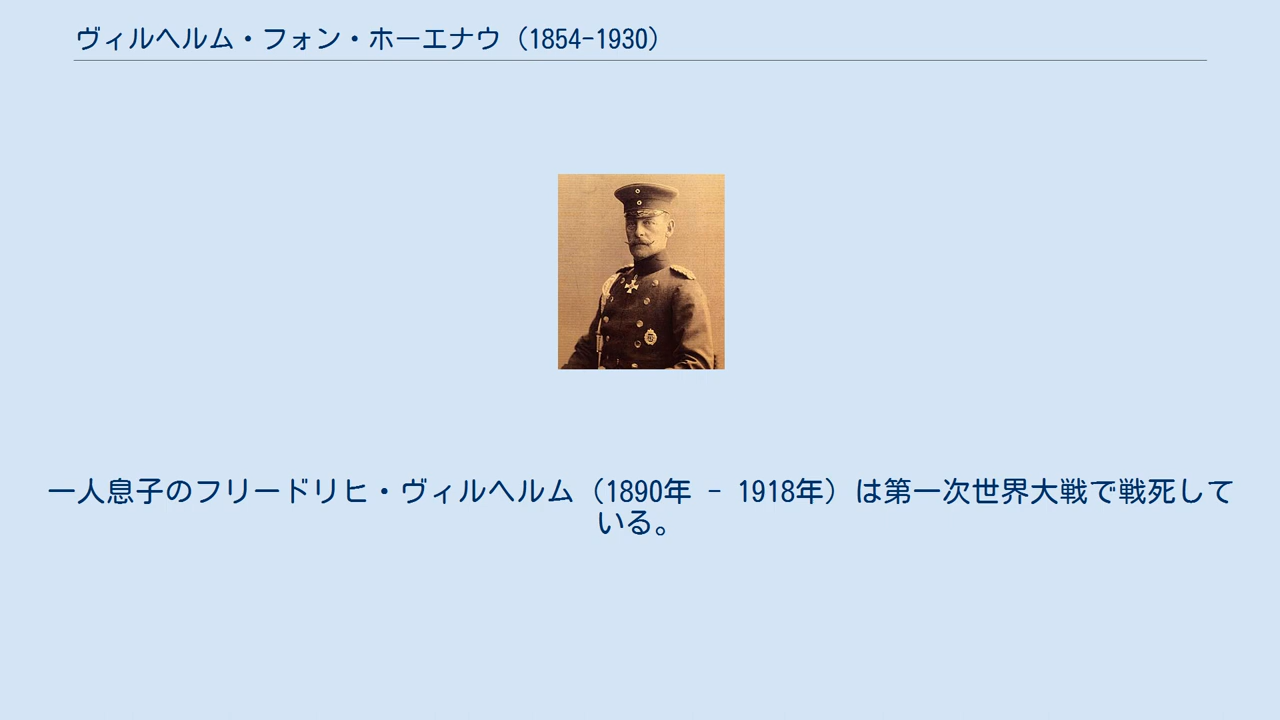 ヴィルヘルム・フォン・ホーエナウ（1854-1930）
一人息子のフリードリヒ・ヴィルヘルム（1890年 - 1918年）は第一次世界大戦で戦死して
いる。